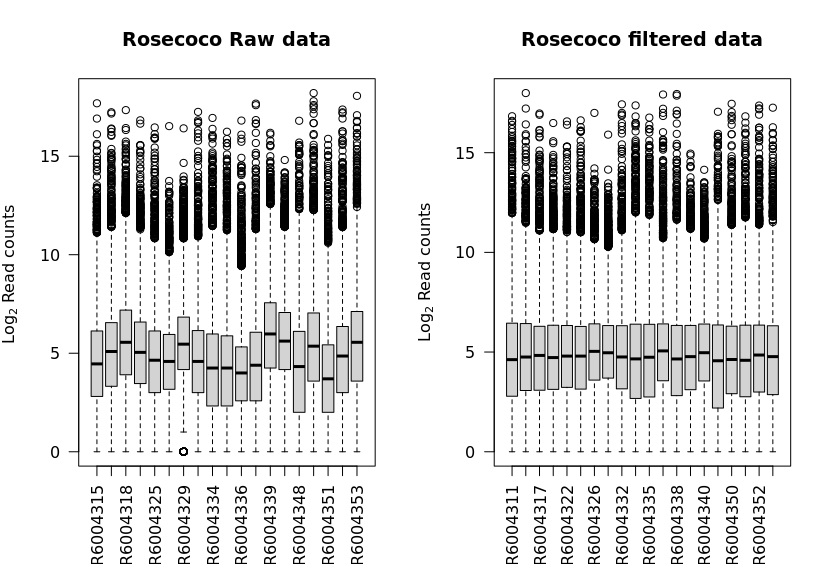 Rosecoco Raw data
Log2 Read counts
15
10
5
0
R6004315
R6004318
R6004325
R6004329
R6004334
R6004336
R6004339
R6004348
R6004351
R6004353
Rosecoco filtered data
Log2 Read counts
15
10
5
0
R6004311
R6004317
R6004322
R6004326
R6004332
R6004335
R6004338
R6004340
R6004350
R6004352